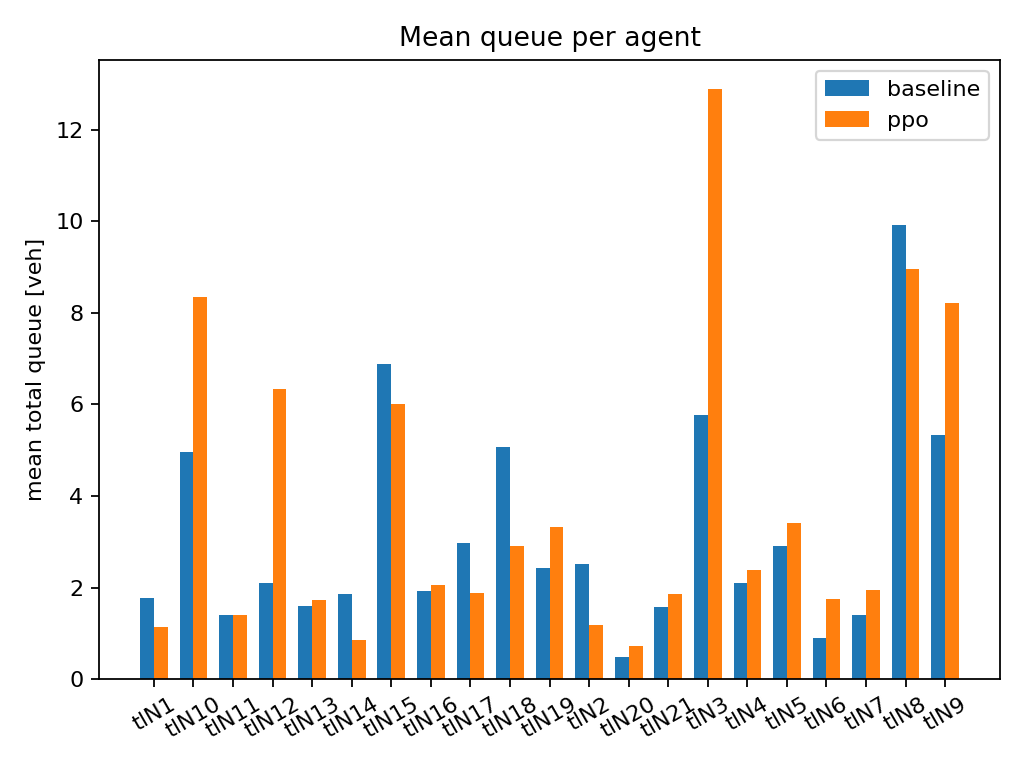 Mean queue per agent
baseline
ppo
mean total queue [veh]
12
10
8
6
4
2
0
tlN1
tlN10
tlN11
tlN12
tlN13
tlN14
tlN15
tlN16
tlN17
tlN18
tlN19
tlN2
tlN20
tlN21
tlN3
tlN4
tlN5
tlN6
tlN7
tlN8
tlN9